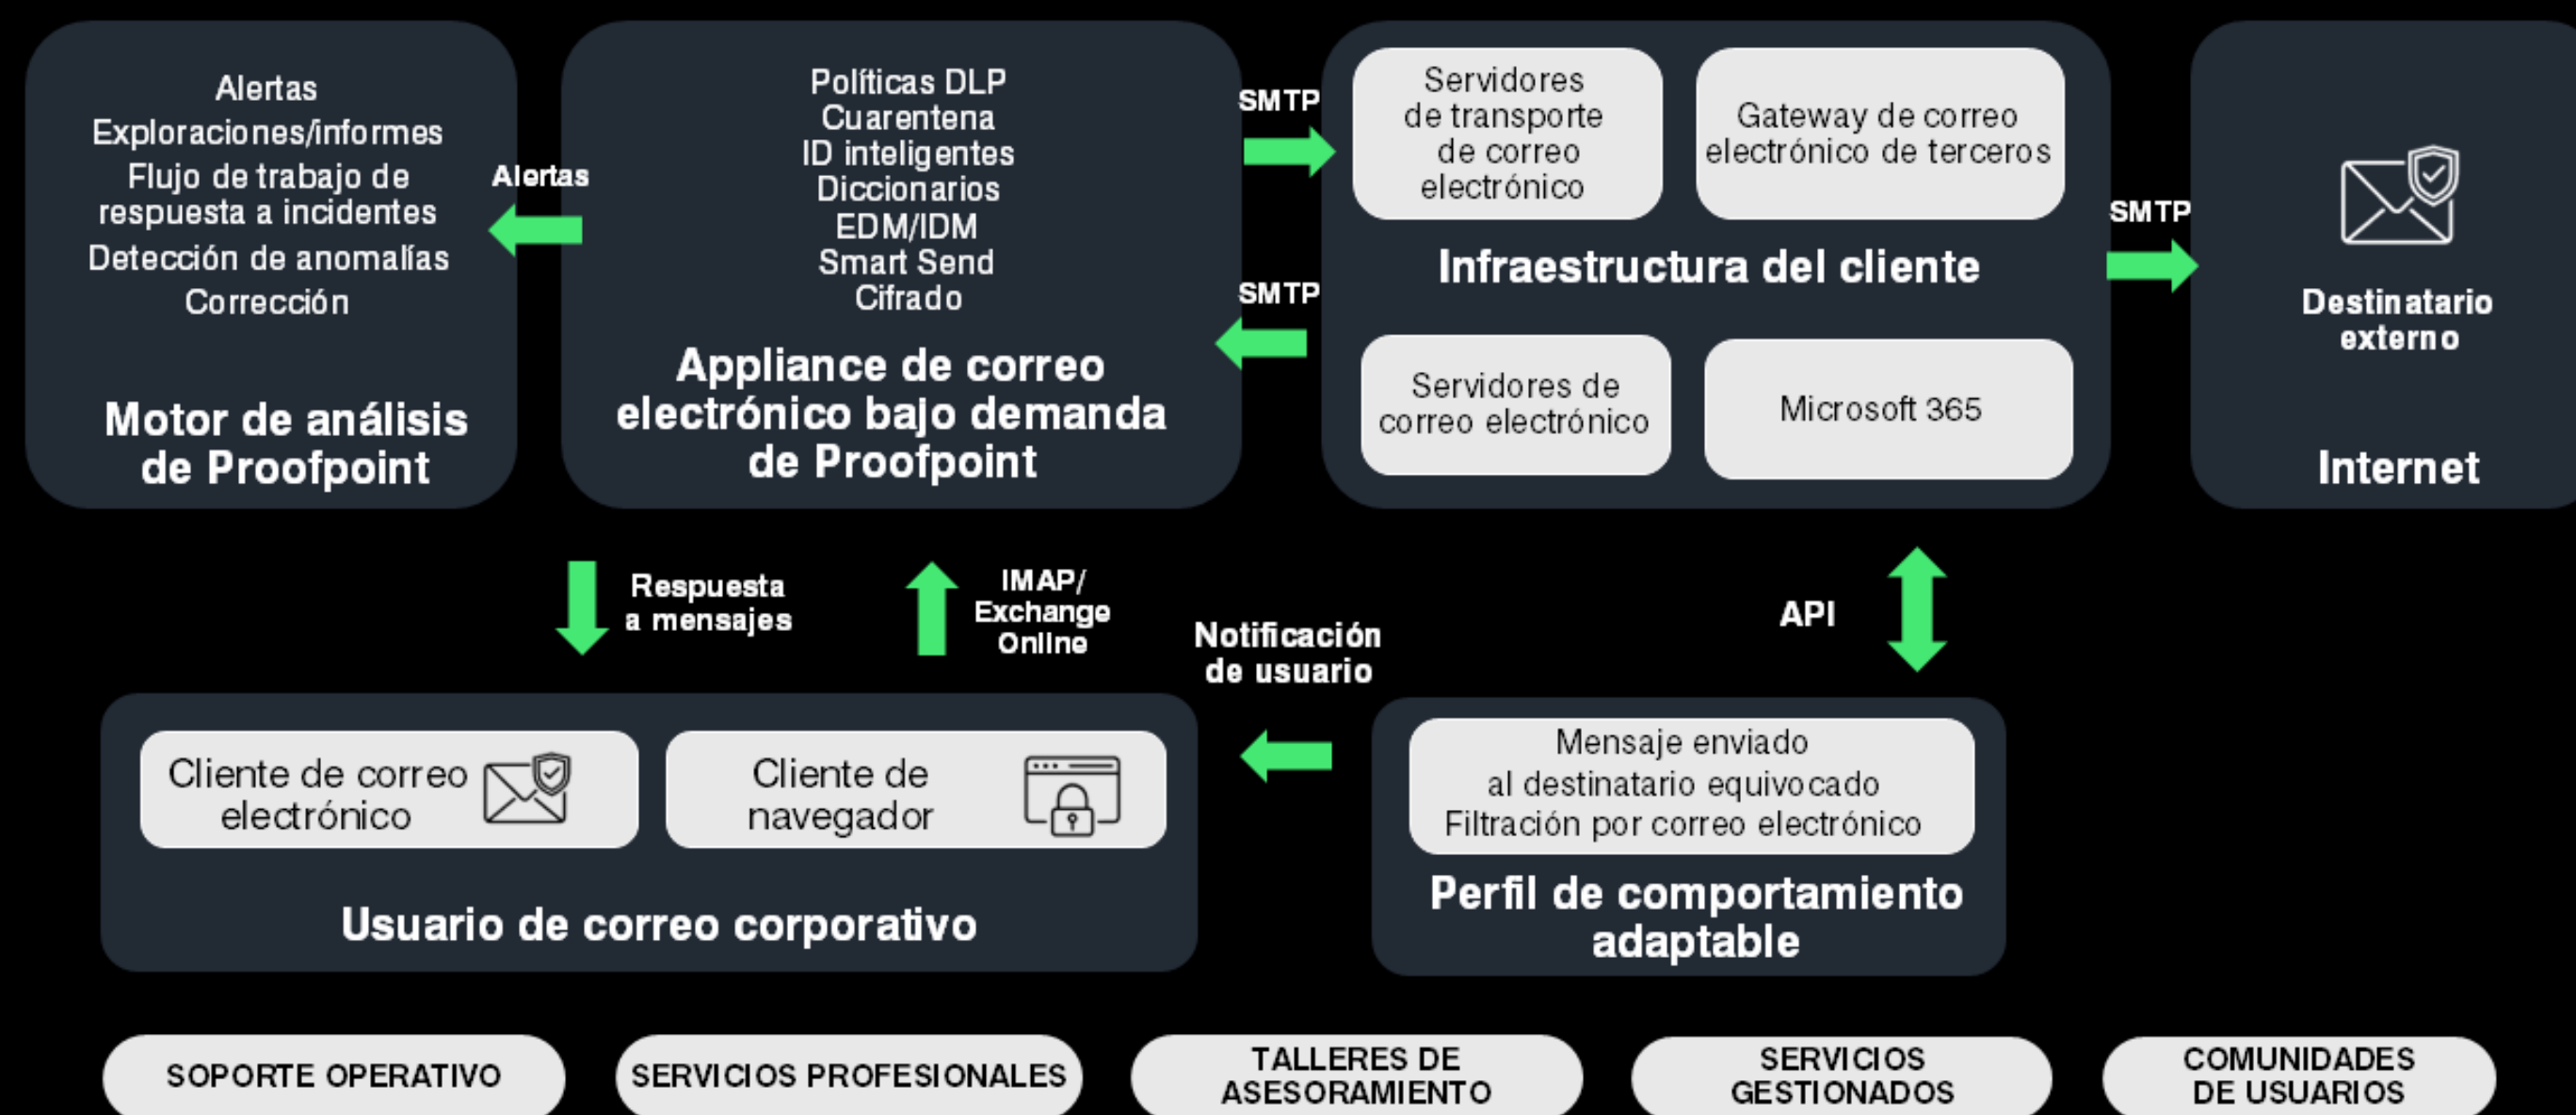 Alertas
Exploraciones/informes
Flujo de trabajo de
respuesta a incidentes
Detección de anomalías
Corrección
Motor de análisis
de Proofpoint
Alertas
Políticas DLP
Cuarentena
ID inteligentes
Diccionarios
EDM/IDM
Smart Send
Cifrado
Appliance de correo
electrónico bajo demanda
de Proofpoint
SMTP
SMTP
Servidores
de transporte
de correo
electrónico
Gateway de correo
electrónico de terceros
Infraestructura del cliente
Servidores de
correo electrónico
Microsoft 365
SMTP
Destinatario
externo
Internet
Respuesta
a mensajes
IMAP/
Exchange
Online
Notificación
de usuario
API
Cliente de correo
electrónico
Cliente de
navegador
Usuario de correo corporativo
Mensaje enviado
al destinatario equivocado
Filtración por correo electrónico
Perfil de comportamiento
adaptable
SOPORTE OPERATIVO
SERVICIOS PROFESIONALES
TALLERES DE
ASESORAMIENTO
SERVICIOS
GESTIONADOS
COMUNIDADES
DE USUARIOS